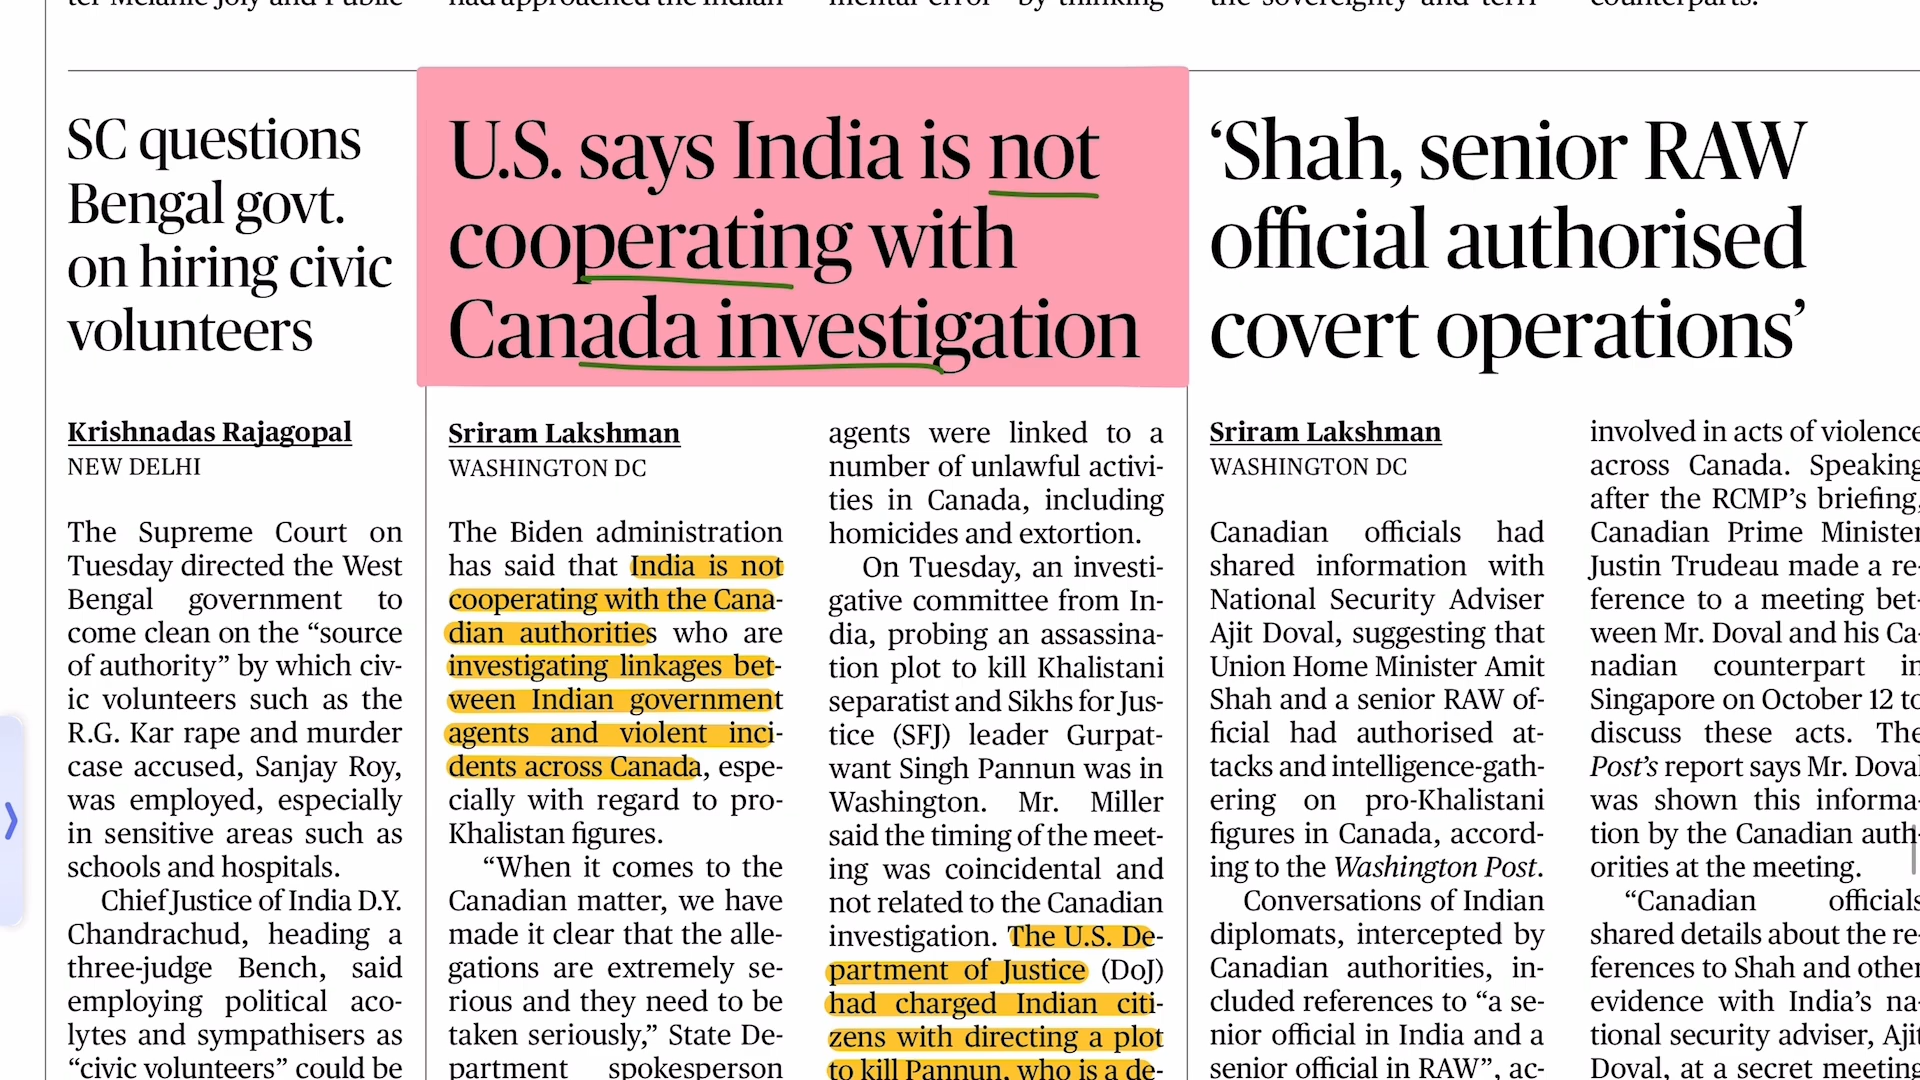 ter Mélanie Joly and Public
had approached the Indian
mental error" by thinking
the sovereignty and terri-
counterparts.
SC questions
Bengal govt.
on hiring civic
volunteers
Krishnadas Rajagopal
NEW DELHI
The Supreme Court on
Tuesday directed the West
Bengal government to
come clean on the “source
of authority” by which civ-
ic volunteers such as the
R.G. Kar rape and murder
case accused, Sanjay Roy,
was employed, especially
in sensitive areas such as
schools and hospitals.
Chief Justice of India D.Y.
Chandrachud, heading a
three-judge Bench, said
employing political aco-
lytes and sympathisers as
“civic volunteers” could be
U.S. says India is not
cooperating with
Canada investigation
Sriram Lakshman
WASHINGTON DC
The Biden administration
has said that India is not
cooperating with the Cana-
dian authorities who are
investigating linkages bet-
ween Indian government
agents and violent inci-
dents across Canada, espe-
cially with regard to pro-
Khalistan figures.
“When it comes to the
Canadian matter, we have
made it clear that the alle-
gations are extremely se-
rious and they need to be
taken seriously,” State De-
partment spokesperson
agents were linked to a
number of unlawful activi-
ties in Canada, including
homicides and extortion.
On Tuesday, an investi-
gative committee from In-
dia, probing an assassina-
tion plot to kill Khalistani
separatist and Sikhs for Jus-
tice (SFJ) leader Gurpat-
want Singh Pannun was in
Washington. Mr. Miller
said the timing of the meet-
ing was coincidental and
not related to the Canadian
investigation. The U.S. De-
partment of Justice (DoJ)
had charged Indian citi-
zens with directing a plot
to kill Pannun, who is a de-
‘Shah, senior RAW
official authorised
covert operations’
Sriram Lakshman
WASHINGTON DC
Canadian officials had
shared information with
National Security Adviser
Ajit Doval, suggesting that
Union Home Minister Amit
Shah and a senior RAW of-
ficial had authorised at-
tacks and intelligence-gath-
ering on pro-Khalistani
figures in Canada, accord-
ing to the Washington Post.
Conversations of Indian
diplomats, intercepted by
Canadian authorities, in-
cluded references to “a se-
nior official in India and a
senior official in RAW”, ac-
involved in acts of violence
across Canada. Speaking
after the RCMP’s briefing,
Canadian Prime Minister
Justin Trudeau made a re-
ference to a meeting bet-
ween Mr. Doval and his Ca-
nadian counterpart in
Singapore on October 12 to
discuss these acts. The
Post’s report says Mr. Doval
was shown this informa-
tion by the Canadian auth-
orities at the meeting.
“Canadian officials
shared details about the re-
ferences to Shah and other
evidence with India’s na-
tional security adviser, Ajit
Doval, at a secret meeting